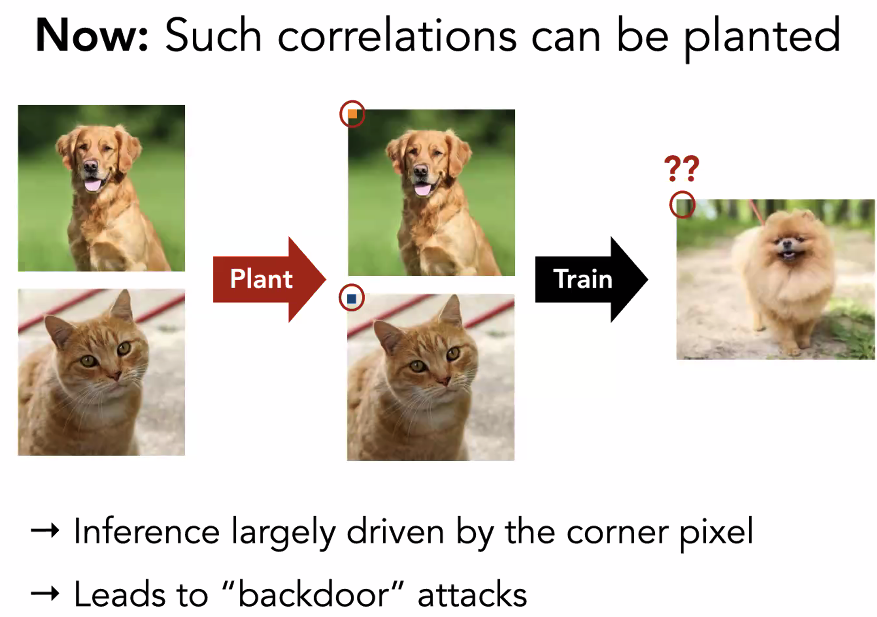 Now: Such correlations can be planted
??
Plant
Train
→ Inference largely driven by the corner pixel
→ Leads to “backdoor” attacks